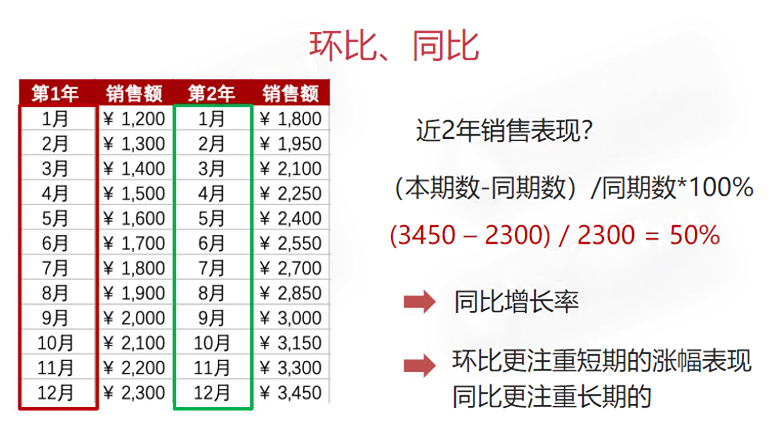 环比、同比
第1年 销售额 第2年 销售额
1月 ¥ 1,200 1月 ¥ 1,800
2月 ¥ 1,300 2月 ¥ 1,950
3月 ¥ 1,400 3月 ¥ 2,100
4月 ¥ 1,500 4月 ¥ 2,250
5月 ¥ 1,600 5月 ¥ 2,400
6月 ¥ 1,700 6月 ¥ 2,550
7月 ¥ 1,800 7月 ¥ 2,700
8月 ¥ 1,900 8月 ¥ 2,850
9月 ¥ 2,000 9月 ¥ 3,000
10月 ¥ 2,100 10月 ¥ 3,150
11月 ¥ 2,200 11月 ¥ 3,300
12月 ¥ 2,300 12月 ¥ 3,450
近2年销售表现？
（本期数-同期数）/同期数*100%
(3450 – 2300) / 2300 = 50%
同比增长率
环比更注重短期的涨幅表现
同比更注重长期的